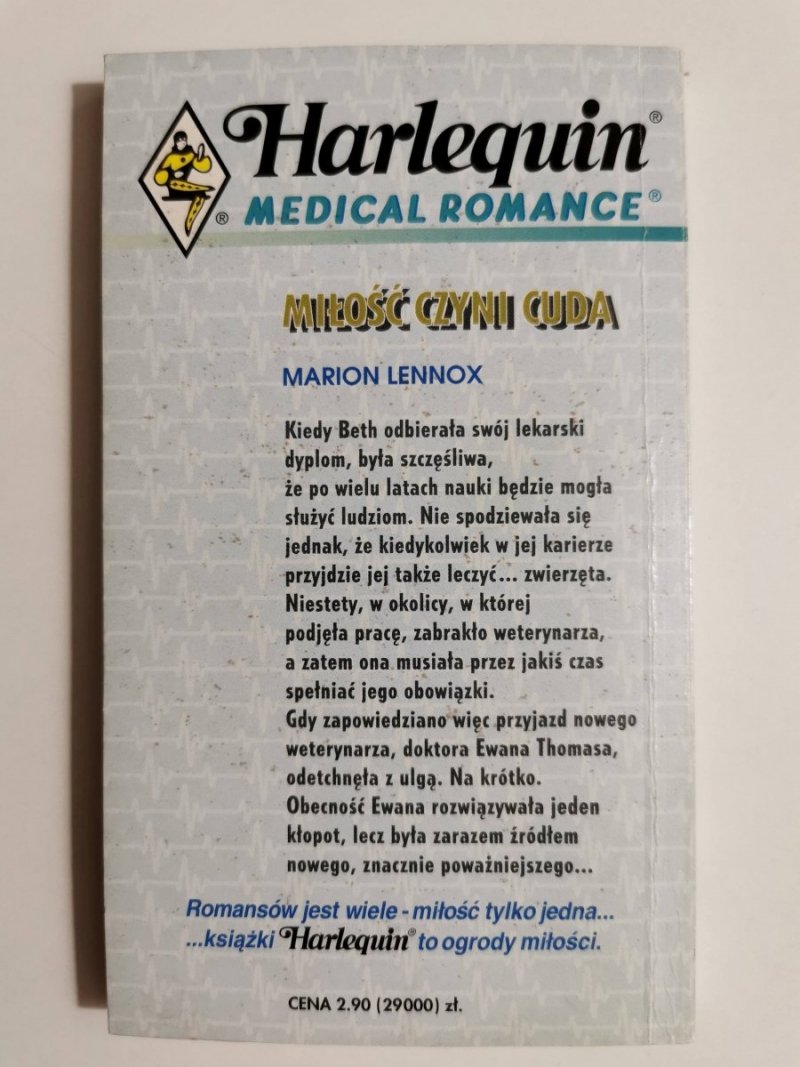 Harlequin®
® MEDICAL ROMANCE®
MIŁOŚĆ CZYNI CUDA
MARION LENNOX
Kiedy Beth odbierała swój lekarski
dyplom, była szczęśliwa,
że po wielu latach nauki będzie mogła
służyć ludziom. Nie spodziewała się
jednak, że kiedykolwiek w jej karierze
przyjdzie jej także leczyć... zwierzęta.
Niestety, w okolicy, w której
podjęła pracę, zabrakło weterynarza,
a zatem ona musiała przez jakiś czas
spełniać jego obowiązki.
Gdy zapowiedziano więc przyjazd nowego
weterynarza, doktora Ewana Thomasa,
odetchnęła z ulgą. Na krótko.
Obecność Ewana rozwiązywała jeden
kłopot, lecz była zarazem źródłem
nowego, znacznie poważniejszego...
Romansów jest wiele - miłość tylko jedna...
...książki Harlequin® to ogrody miłości.
CENA 2.90 (29000) zł.